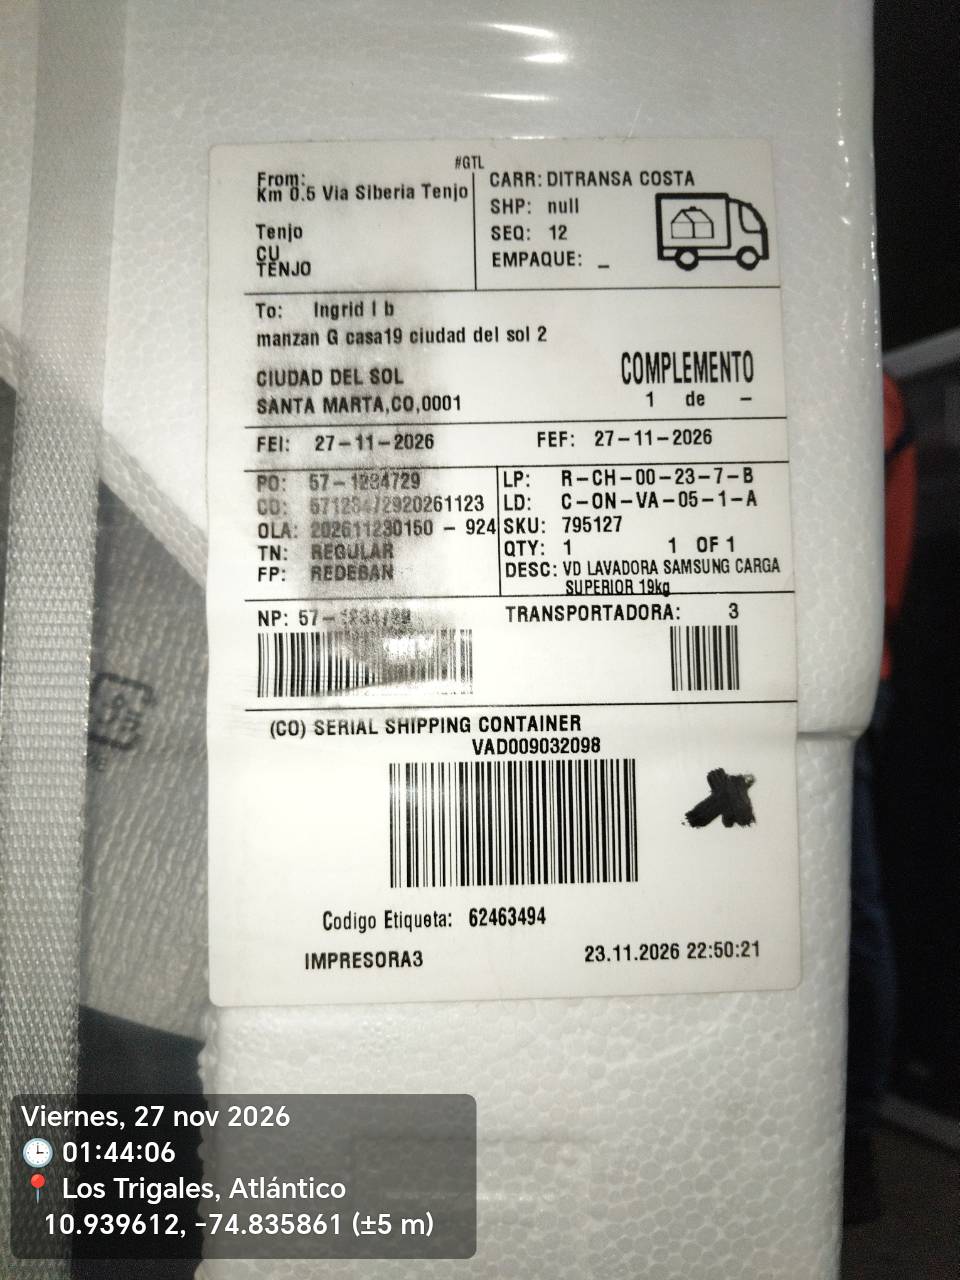 #GTL
From:
Km 0.5 Via Siberia Tenjo
Tenjo
CU
TENJO
CARR: DITRANSA COSTA
SHP: null
SEQ: 12
EMPAQUE: _
To: Ingrid l b
manzan G casa19 ciudad del sol 2
CIUDAD DEL SOL
SANTA MARTA,CO,0001
COMPLEMENTO
1 de -
FEI: 27-11-2026
FEF: 27-11-2026
PO: 57-1234729
CO: 57123472920261123
OLA: 202611230150 - 924
TN: REGULAR
FP: REDEBAN
LP: R-CH-00-23-7-B
LD: C-ON-VA-05-1-A
SKU: 795127
QTY: 1 1 OF 1
DESC: VD LAVADORA SAMSUNG CARGA
SUPERIOR 19kg
NP: 57-
TRANSPORTADORA: 3
(CO) SERIAL SHIPPING CONTAINER
VAD009032098
Codigo Etiqueta: 62463494
IMPRESORA3
23.11.2026 22:50:21
Viernes, 27 nov 2026
01:44:06
Los Trigales, Atlántico
10.939612, -74.835861 (±5 m)